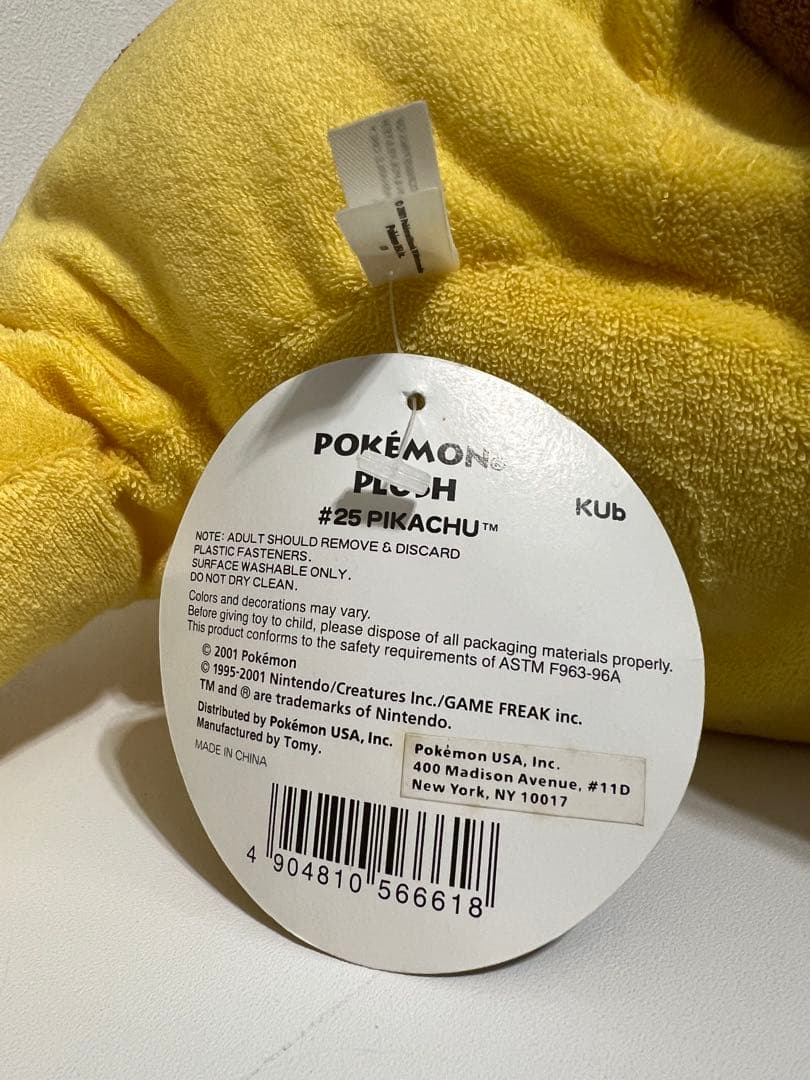 POKÉMON®
PLUSH
#25 PIKACHU™
KUb
NOTE: ADULT SHOULD REMOVE & DISCARD
PLASTIC FASTENERS.
SURFACE WASHABLE ONLY.
DO NOT DRY CLEAN.
Colors and decorations may vary.
Before giving toy to child, please dispose of all packaging materials properly.
This product conforms to the safety requirements of ASTM F963-96A
© 2001 Pokémon
© 1995-2001 Nintendo/Creatures Inc./GAME FREAK inc.
TM and ® are trademarks of Nintendo.
Distributed by Pokémon USA, Inc.
Manufactured by Tomy.
MADE IN CHINA
Pokémon USA, Inc.
400 Madison Avenue, #11D
New York, NY 10017
4 904810 566618